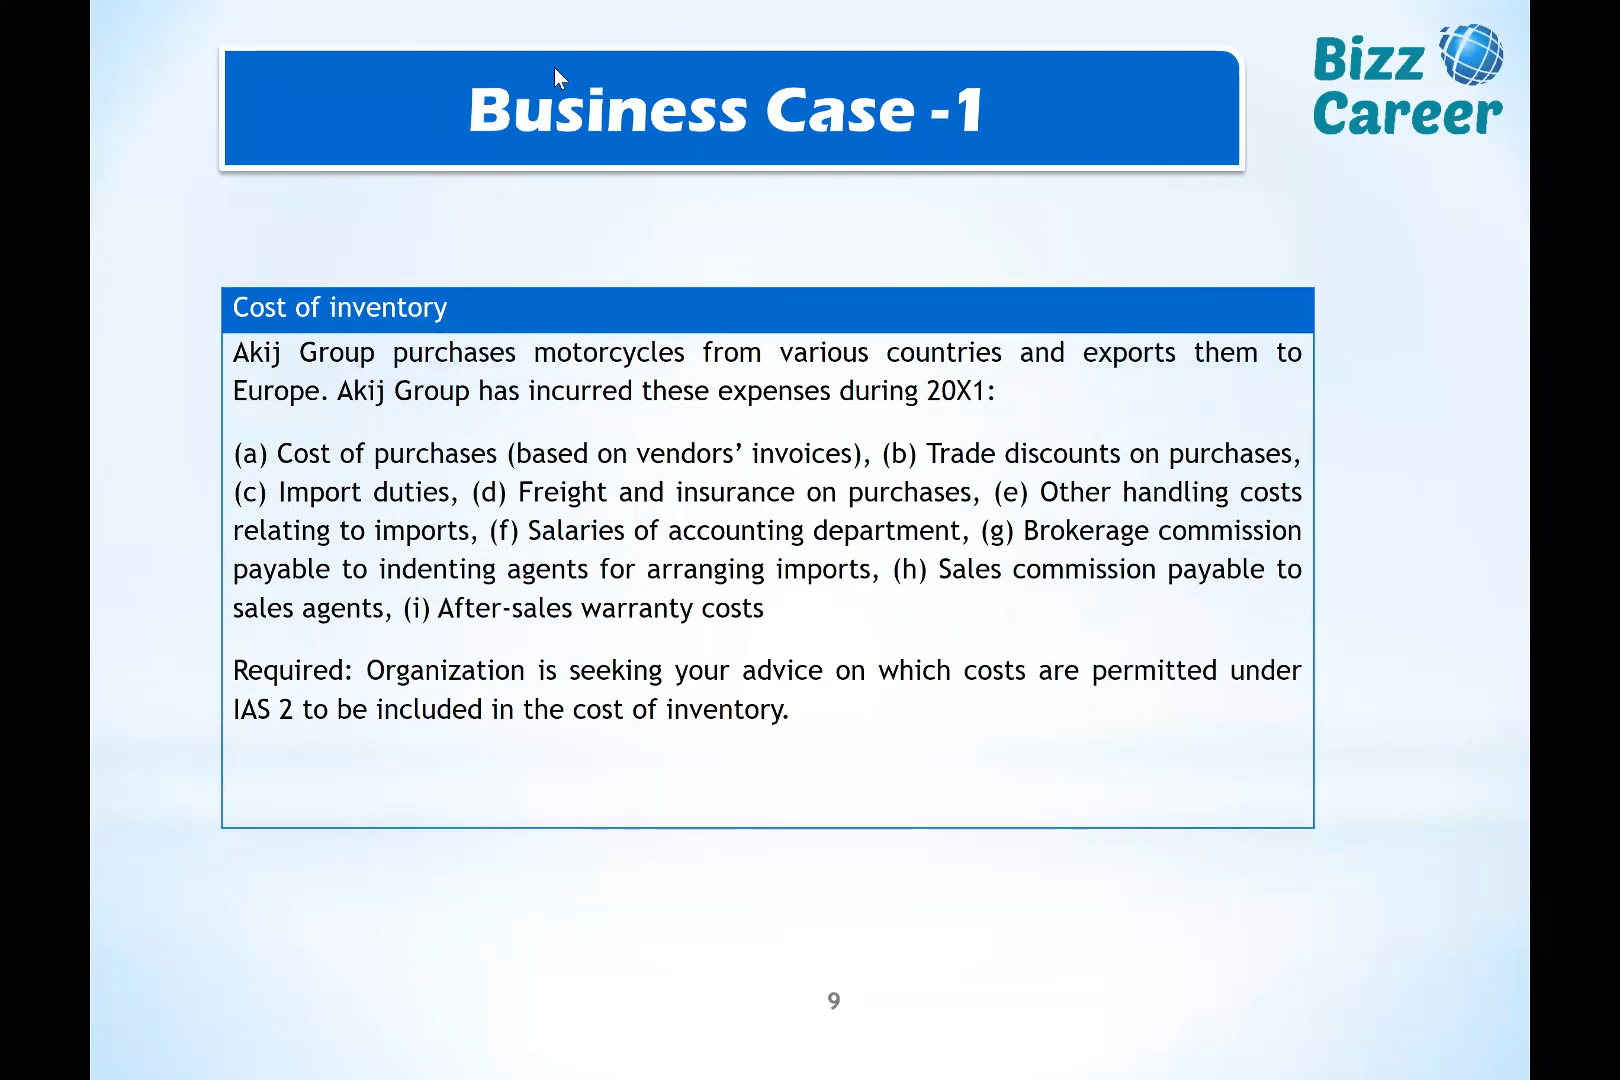 Business Case -1
Bizz
Career
Cost of inventory
Akij Group purchases motorcycles from various countries and exports them to
Europe. Akij Group has incurred these expenses during 20X1:
(a) Cost of purchases (based on vendors’ invoices), (b) Trade discounts on purchases,
(c) Import duties, (d) Freight and insurance on purchases, (e) Other handling costs
relating to imports, (f) Salaries of accounting department, (g) Brokerage commission
payable to indenting agents for arranging imports, (h) Sales commission payable to
sales agents, (i) After-sales warranty costs
Required: Organization is seeking your advice on which costs are permitted under
IAS 2 to be included in the cost of inventory.
9